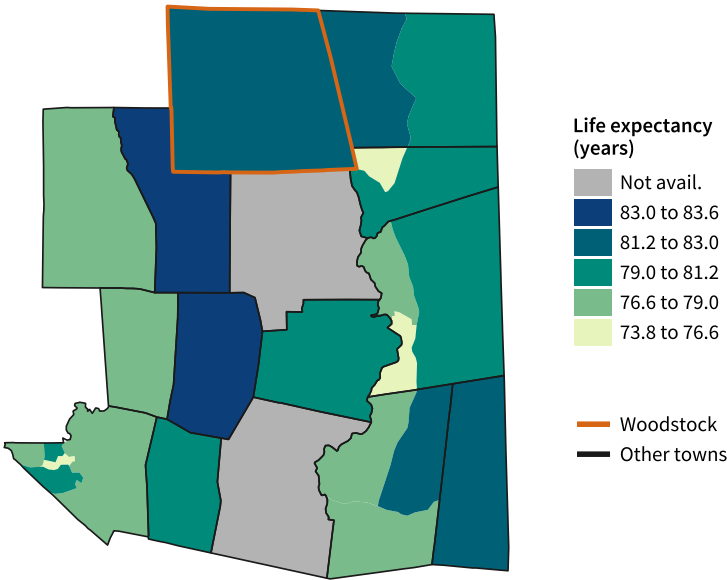 Life expectancy
(years)
Not avail.
83.0 to 83.6
81.2 to 83.0
79.0 to 81.2
76.6 to 79.0
73.8 to 76.6
Woodstock
Other towns